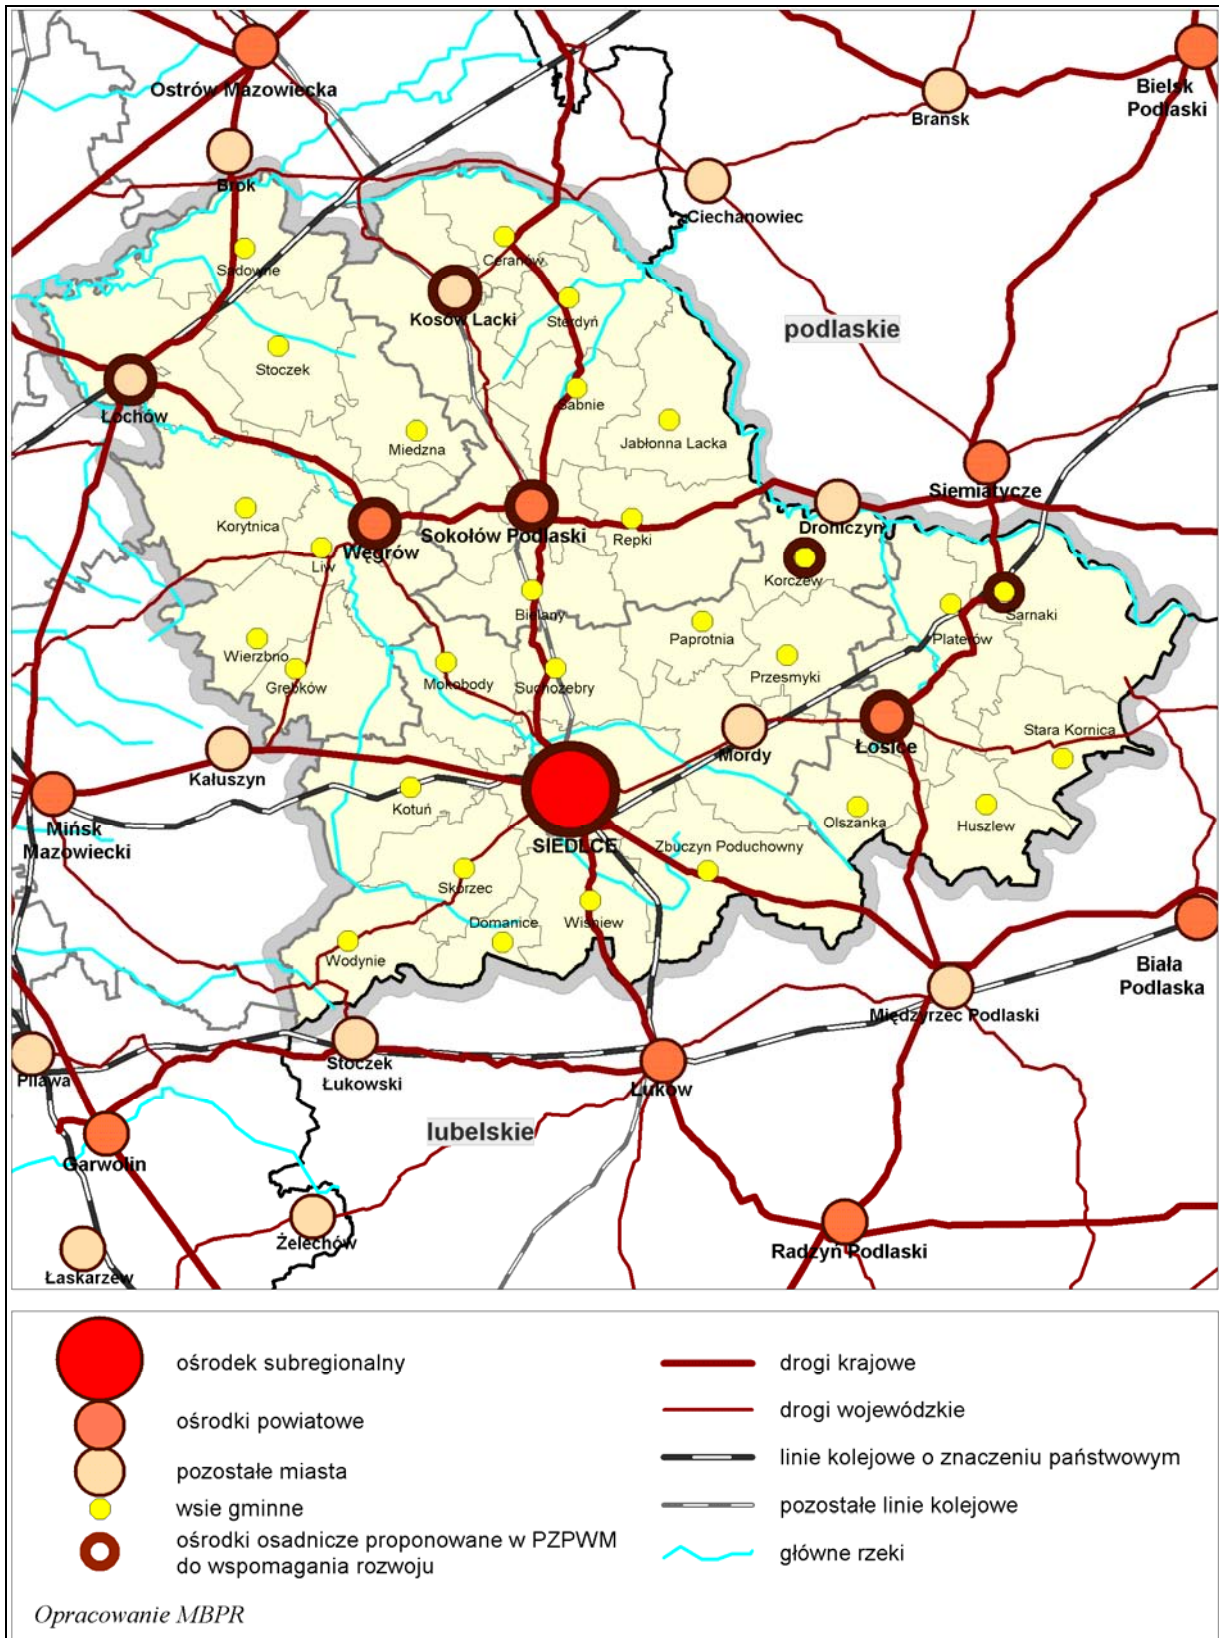 Ostrów Mazowiecka
Bielsk
Podlaski
Brańsk
Brok
Ciechanowiec
Sadowne
Ceranów
Kosów Lacki
Sterdyń
podlaskie
Stoczek
Łochów
Sabnie
Jabłonna Lacka
Miedzna
Siemiatycze
Korytnica
Węgrów
Sokołów Podlaski
Repki
Drohiczyn
Liw
Korczew
Bielany
Sarnaki
Platerów
Paprotnia
Wierzbno
Grębków
Mokobody
Suchożebry
Przesmyki
Stara Kornica
Łosice
Mordy
Kałuszyn
Kotuń
Mińsk
Mazowiecki
SIEDLCE
Olszanka
Huszlew
Zbuczyn Poduchowny
Skórzec
Domanice
Wiśniew
Wodynie
Biała
Podlaska
Międzyrzec Podlaski
Pilawa
Stoczek
Łukowski
Łuków
lubelskie
Garwolin
Żelechów
Radzyń Podlaski
Łaskarzew
ośrodek subregionalny
ośrodki powiatowe
pozostałe miasta
wsie gminne
ośrodki osadnicze proponowane w PZPWM
do wspomagania rozwoju
drogi krajowe
drogi wojewódzkie
linie kolejowe o znaczeniu państwowym
pozostałe linie kolejowe
główne rzeki
Opracowanie MBPR